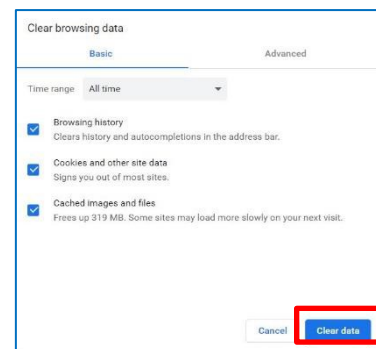 Clear browsing data
Basic Advanced
Time range All time
Browsing history
Clears history and autocompletions in the address bar.
Cookies and other site data
Signs you out of most sites.
Cached images and files
Frees up 319 MB. Some sites may load more slowly on your next visit.
Cancel Clear data